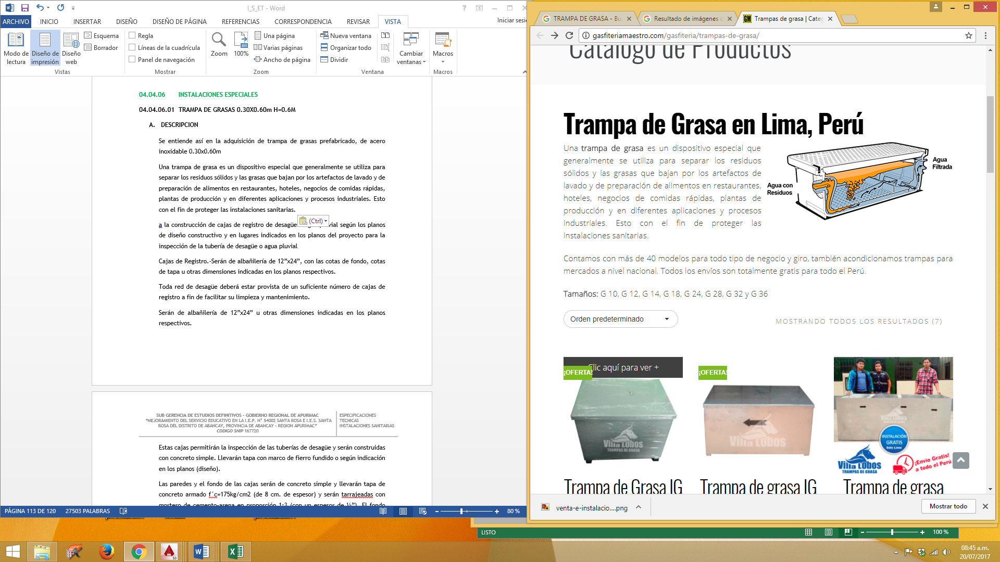 I_S_ET - Word
ARCHIVO
INICIO
INSERTAR
DISEÑO
DISEÑO DE PÁGINA
REFERENCIAS
CORRESPONDENCIA
REVISAR
VISTA
Iniciar sesi
Modo de lectura
Diseño de impresión
Diseño web
Esquema
Borrador
Vistas
Regla
Líneas de la cuadrícula
Panel de navegación
Mostrar
Zoom
100%
Una página
Varias páginas
Ancho de página
Zoom
Nueva ventana
Organizar todo
Dividir
Cambiar ventanas
Ventana
Macros
Macros
04.04.06 INSTALACIONES ESPECIALES
04.04.06.01 TRAMPA DE GRASAS 0.30X0.60m H=0.6M
A. DESCRIPCION
Se entiende así en la adquisición de trampa de grasas prefabricado, de acero
inoxidable 0.30x0.60m
Una trampa de grasa es un dispositivo especial que generalmente se utiliza para
separar los residuos sólidos y las grasas que bajan por los artefactos de lavado y de
preparación de alimentos en restaurantes, hoteles, negocios de comidas rápidas,
plantas de producción y en diferentes aplicaciones y procesos industriales. Esto
con el fin de proteger las instalaciones sanitarias.
(Ctrl)
a la construcción de cajas de registro de desagüe según los planos
de diseño constructivo y en lugares indicados en los planos del proyecto para la
inspección de la tubería de desagüe o agua pluvial
Cajas de Registro.-Serán de albañilería de 12”x24”, con las cotas de fondo, cotas
de tapa u otras dimensiones indicadas en los planos respectivos.
Toda red de desagüe deberá estar provista de un suficiente número de cajas de
registro a fin de facilitar su limpieza y mantenimiento.
Serán de albañilería de 12”x24” u otras dimensiones indicadas en los planos
respectivos.
SUB GERENCIA DE ESTUDIOS DEFINITIVOS - GOBIERNO REGIONAL DE APURIMAC
“MEJORAMIENTO DEL SERVICIO EDUCATIVO EN LA I.E.P. N° 54002 SANTA ROSA E I.E.S. SANTA
ROSA DEL DISTRITO DE ABANCAY, PROVINCIA DE ABANCAY - REGION APURIMAC”
CODIGO SNIP 167720
ESPECIFICACIONES
TECNICAS
INSTALACIONES SANITARIAS
Estas cajas permitirán la inspección de las tuberías de desagüe y serán construidas
con concreto simple. Llevarán tapa con marco de fierro fundido o según indicación
en los planos (diseño).
Las paredes y el fondo de las cajas serán de concreto simple y llevarán tapa de
concreto armado f´c=175kg/cm2 (de 8 cm. de espesor) y serán tarrajeadas con
mortero de cemento-arena en proporción 1:3 (con un espesor de ½”). El fondo
PÁGINA 113 DE 120
27503 PALABRAS
80 %
TRAMPA DE GRASA - Bu
Resultado de imágenes d
GM Trampas de grasa | Cate
gasfiteriamaestro.com/gasfiteria/trampas-de-grasa/
Catálogo de Productos
Trampa de Grasa en Lima, Perú
Una trampa de grasa es un dispositivo especial que
generalmente se utiliza para separar los residuos
sólidos y las grasas que bajan por los artefactos de
lavado y de preparación de alimentos en restaurantes,
hoteles, negocios de comidas rápidas, plantas de
producción y en diferentes aplicaciones y procesos
industriales. Esto con el fin de proteger las
instalaciones sanitarias.
Agua Filtrada
Agua con Residuos
Contamos con más de 40 modelos para todo tipo de negocio y giro, también acondicionamos trampas para
mercados a nivel nacional. Todos los envíos son totalmente gratis para todo el Perú.
Tamaños: G 10, G 12, G 14, G 18, G 24, G 28, G 32 y G 36
Orden predeterminado
MOSTRANDO TODOS LOS RESULTADOS (7)
Clic aquí para ver +
¡OFERTA!
¡OFERTA!
Villa LOBOS
TRAMPAS DE GRASA
Villa LOBOS
Villa LOBOS
TRAMPAS DE GRASA
INSTALACIÓN
GRATIS
Sólo Lima
Villa LOBOS
TRAMPAS DE GRASA
¡Envio Gratis!
a todo el Perú
Trampa de Grasa IG
Trampa de grasa IG
Trampa de grasa
venta-e-instalacio....png
Mostrar todo
LISTO
100 %
08:45 a.m.
20/07/2017